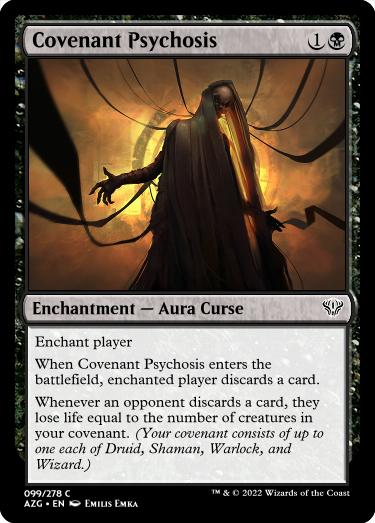 Covenant Psychosis 1
Enchantment — Aura Curse
Enchant player
When Covenant Psychosis enters the
battlefield, enchanted player discards a card.
Whenever an opponent discards a card, they
lose life equal to the number of creatures in
your covenant. (Your covenant consists of up
to one each of Druid, Shaman, Warlock, and
Wizard.)
099/278 C
AZG • EN Emilis Emka
™ & © 2022 Wizards of the Coast